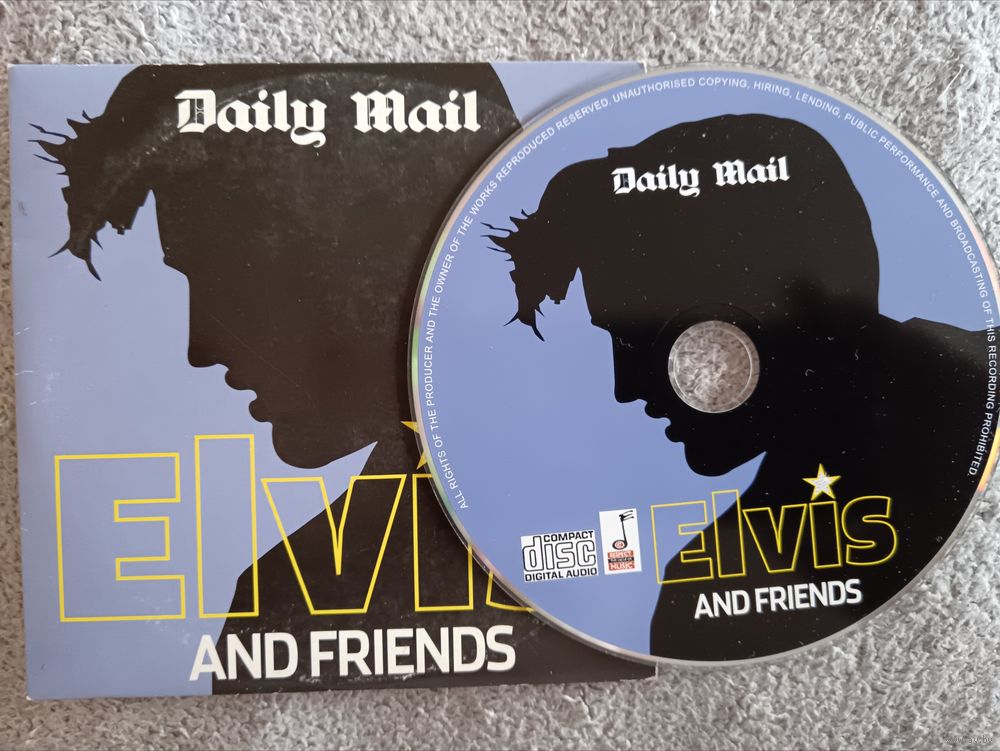 Daily Mail
Elvis
AND FRIENDS
ALL RIGHTS OF THE PRODUCER AND THE OWNER OF THE WORKS REPRODUCED RESERVED. UNAUTHORISED COPYING, HIRING, LENDING, PUBLIC PERFORMANCE AND BROADCASTING OF THIS RECORDING PROHIBITED.
Daily Mail
COMPACT
disc
DIGITAL AUDIO
RESPECT
MUSIC
Elvis
AND FRIENDS